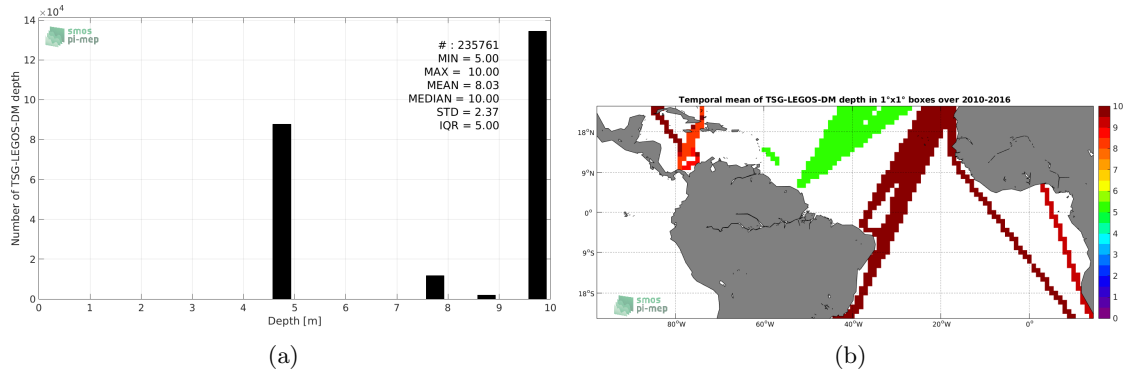 ×10⁴
smos
pi-mep
# : 235761
MIN = 5.00
MAX = 10.00
MEAN = 8.03
MEDIAN = 10.00
STD = 2.37
IQR = 5.00
14
12
10
8
6
4
2
0
Number of TSG-LEGOS-DM depth
0 1 2 3 4 5 6 7 8 9 10
Depth [m]
(a)
Temporal mean of TSG-LEGOS-DM depth in 1°x1° boxes over 2010-2016
18°N
9°N
0°
9°S
18°S
80°W 60°W 40°W 20°W 0°
smos
pi-mep
10
9
8
7
6
5
4
3
2
1
0
(b)